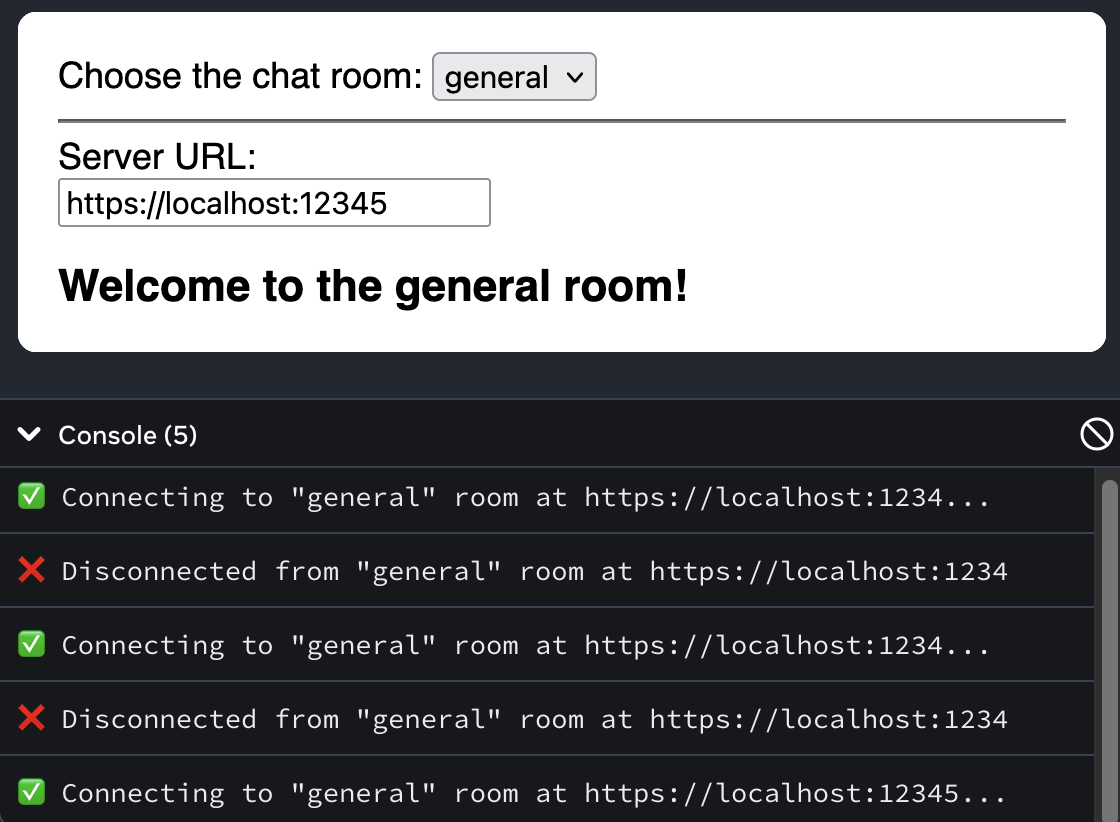 Choose the chat room: general
Server URL:
https://localhost:12345
Welcome to the general room!
Console (5)
✅ Connecting to "general" room at https://localhost:1234...
❌ Disconnected from "general" room at https://localhost:1234
✅ Connecting to "general" room at https://localhost:1234...
❌ Disconnected from "general" room at https://localhost:1234
✅ Connecting to "general" room at https://localhost:12345...